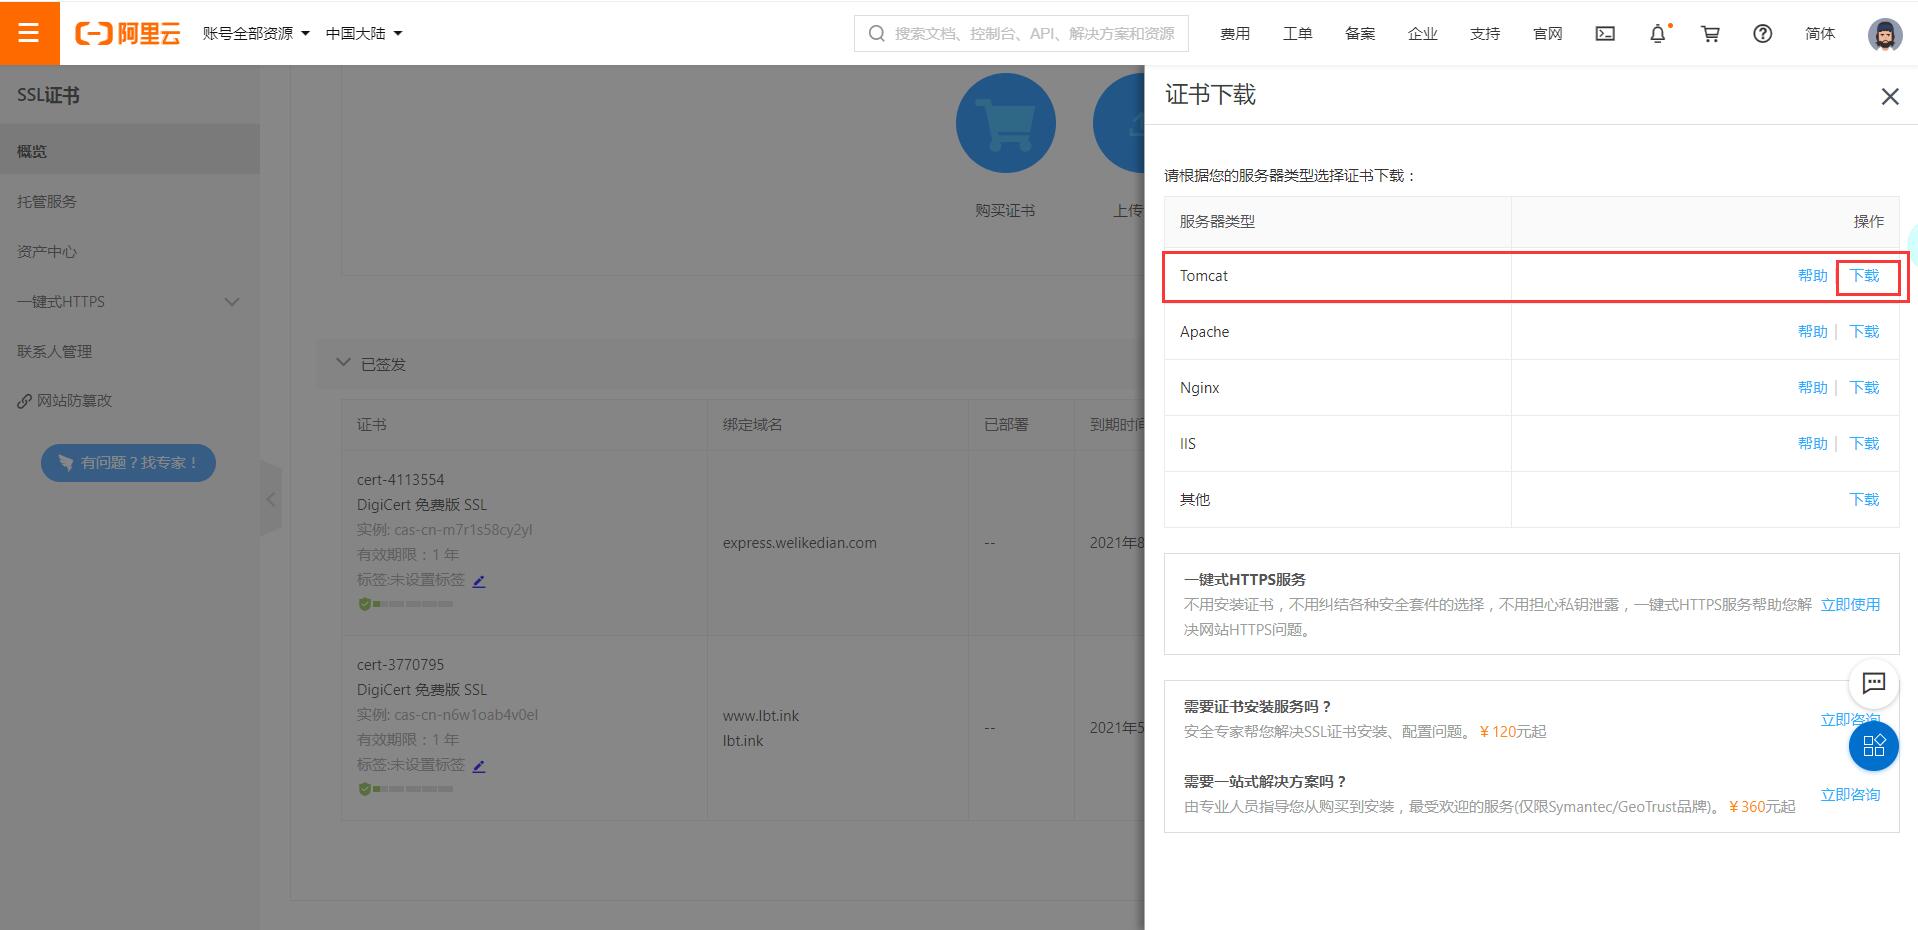 阿里云
账号全部资源
中国大陆
搜索文档、控制台、API、解决方案和资源
费用
工单
备案
企业
支持
官网
简体
SSL证书
概览
托管服务
资产中心
一键式HTTPS
联系人管理
网站防篡改
有问题？找专家！
购买证书
上传
已签发
证书
绑定域名
已部署
到期时间
cert-4113554
DigiCert 免费版 SSL
实例: cas-cn-m7r1s58cy2yl
有效期限：1 年
标签:未设置标签
express.welikedian.com
--
2021年8
cert-3770795
DigiCert 免费版 SSL
实例: cas-cn-n6w1oab4v0el
有效期限：1 年
标签:未设置标签
www.lbt.ink
lbt.ink
--
2021年5
证书下载
请根据您的服务器类型选择证书下载：
服务器类型 操作
Tomcat 帮助 下载
Apache 帮助 | 下载
Nginx 帮助 | 下载
IIS 帮助 | 下载
其他 下载
一键式HTTPS服务
不用安装证书，不用纠结各种安全套件的选择，不用担心私钥泄露，一键式HTTPS服务帮助您解
决网站HTTPS问题。
立即使用
需要证书安装服务吗？
安全专家帮您解决SSL证书安装、配置问题。￥120元起
立即咨询
需要一站式解决方案吗？
由专业人员指导您从购买到安装，最受欢迎的服务(仅限Symantec/GeoTrust品牌)。￥360元起
立即咨询